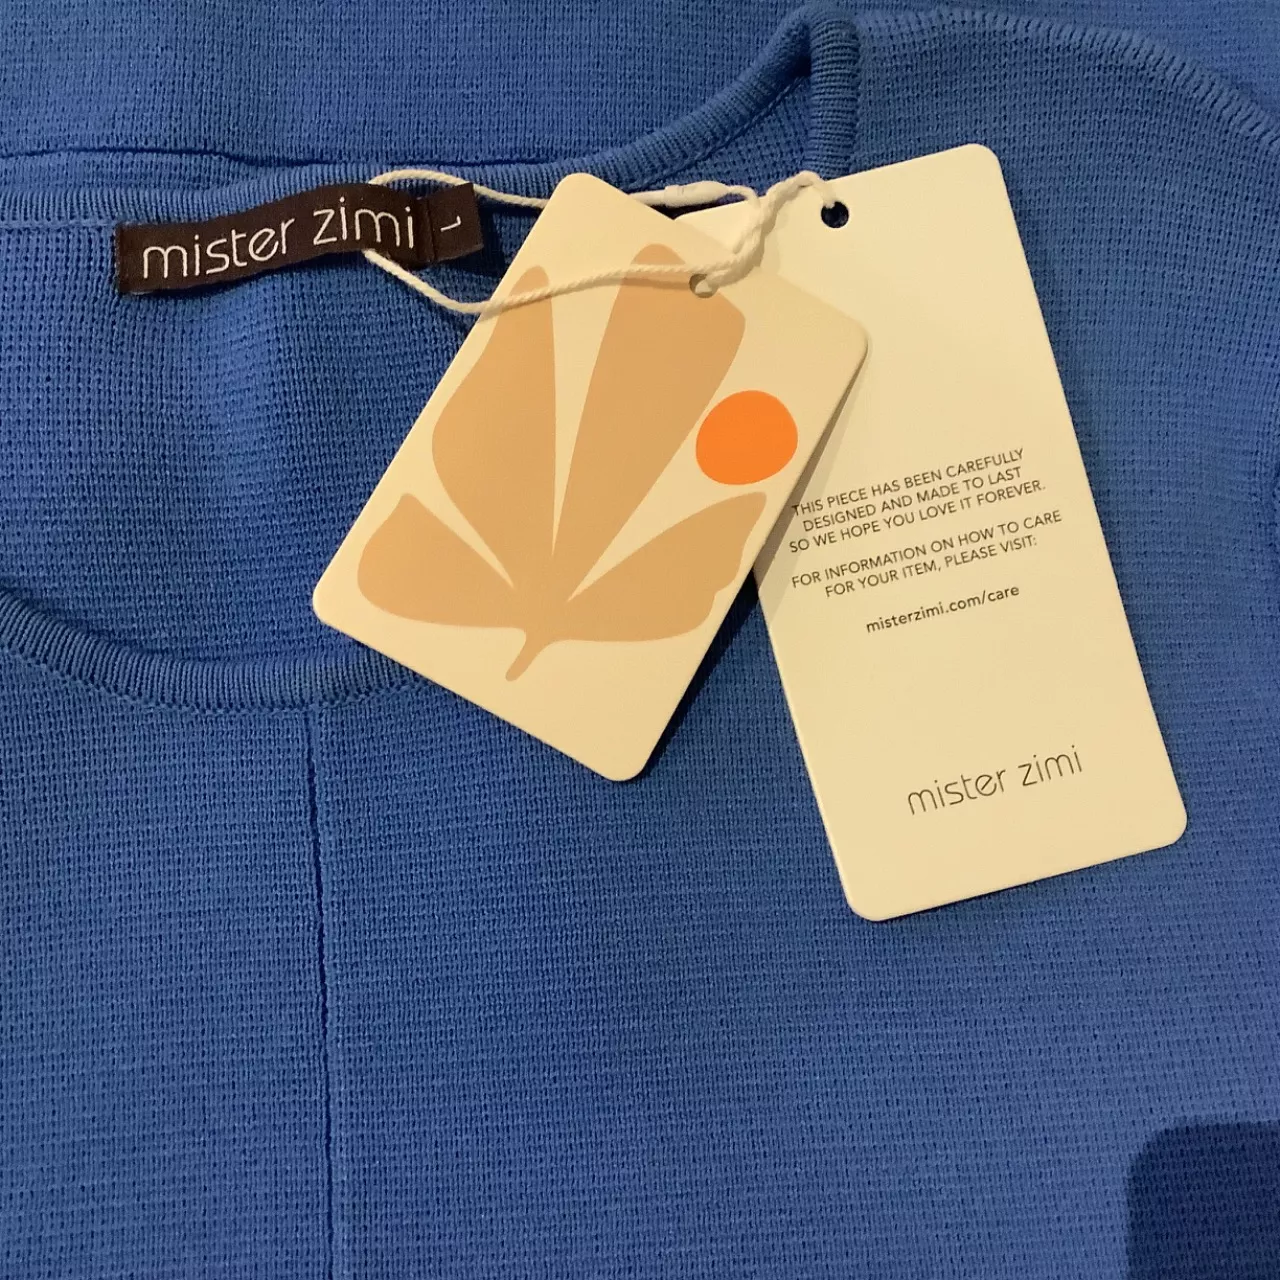 mister zimi
L
THIS PIECE HAS BEEN CAREFULLY
DESIGNED AND MADE TO LAST
SO WE HOPE YOU LOVE IT FOREVER.
FOR INFORMATION ON HOW TO CARE
FOR YOUR ITEM, PLEASE VISIT:
misterzimi.com/care
mister zimi